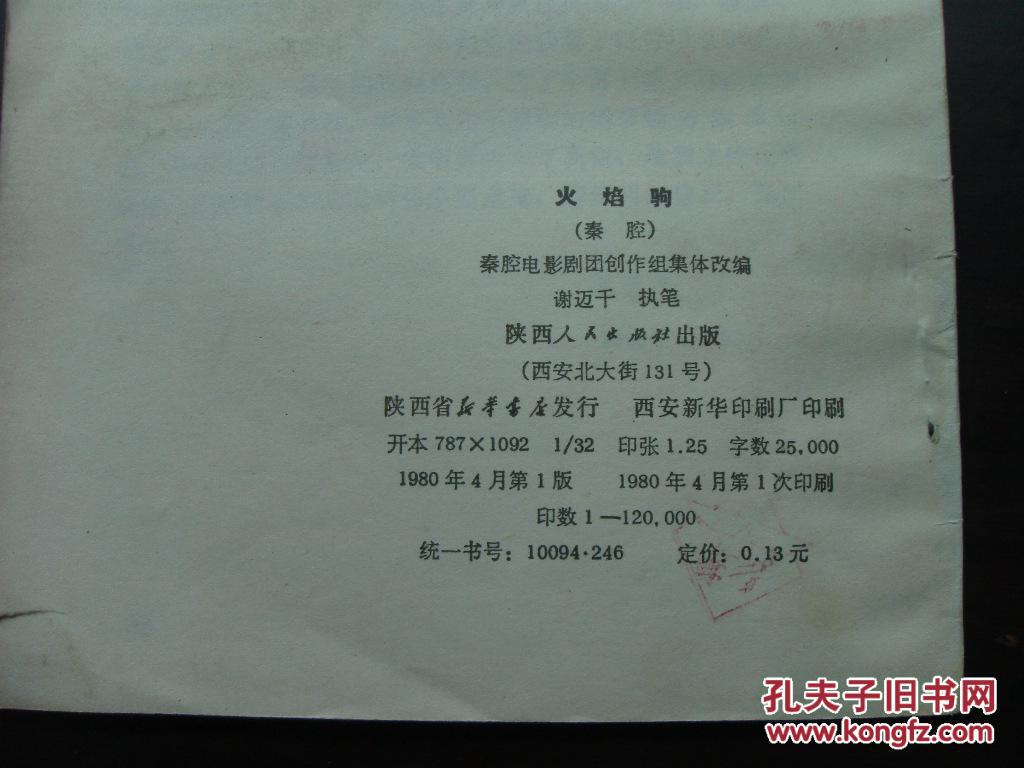 火焰驹
(秦腔)
秦腔电影剧团创作组集体改编
谢迈千 执笔
陕西人民出版社出版
(西安北大街131号)
陕西省新华书店发行 西安新华印刷厂印刷
开本 787×1092 1/32 印张 1.25 字数 25,000
1980年4月第1版 1980年4月第1次印刷
印数 1—120,000
统一书号：10094·246 定价：0.13元
孔夫子旧书网
www.kongfz.com